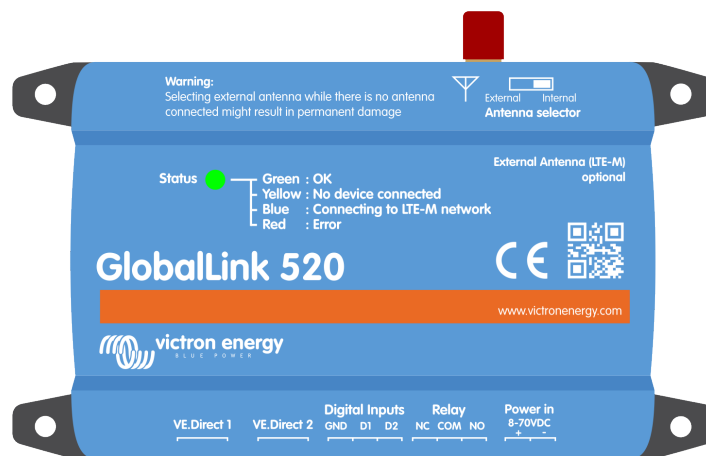 Warning:
Selecting external antenna while there is no antenna
connected might result in permanent damage
External Internal
Antenna selector
External Antenna (LTE-M)
optional
Status
Green : OK
Yellow : No device connected
Blue : Connecting to LTE-M network
Red : Error
GlobalLink 520
CE
www.victronenergy.com
victron energy
BLUE POWER
VE.Direct 1
VE.Direct 2
Digital Inputs
GND D1 D2
Relay
NC COM NO
Power in
8-70VDC
+ -